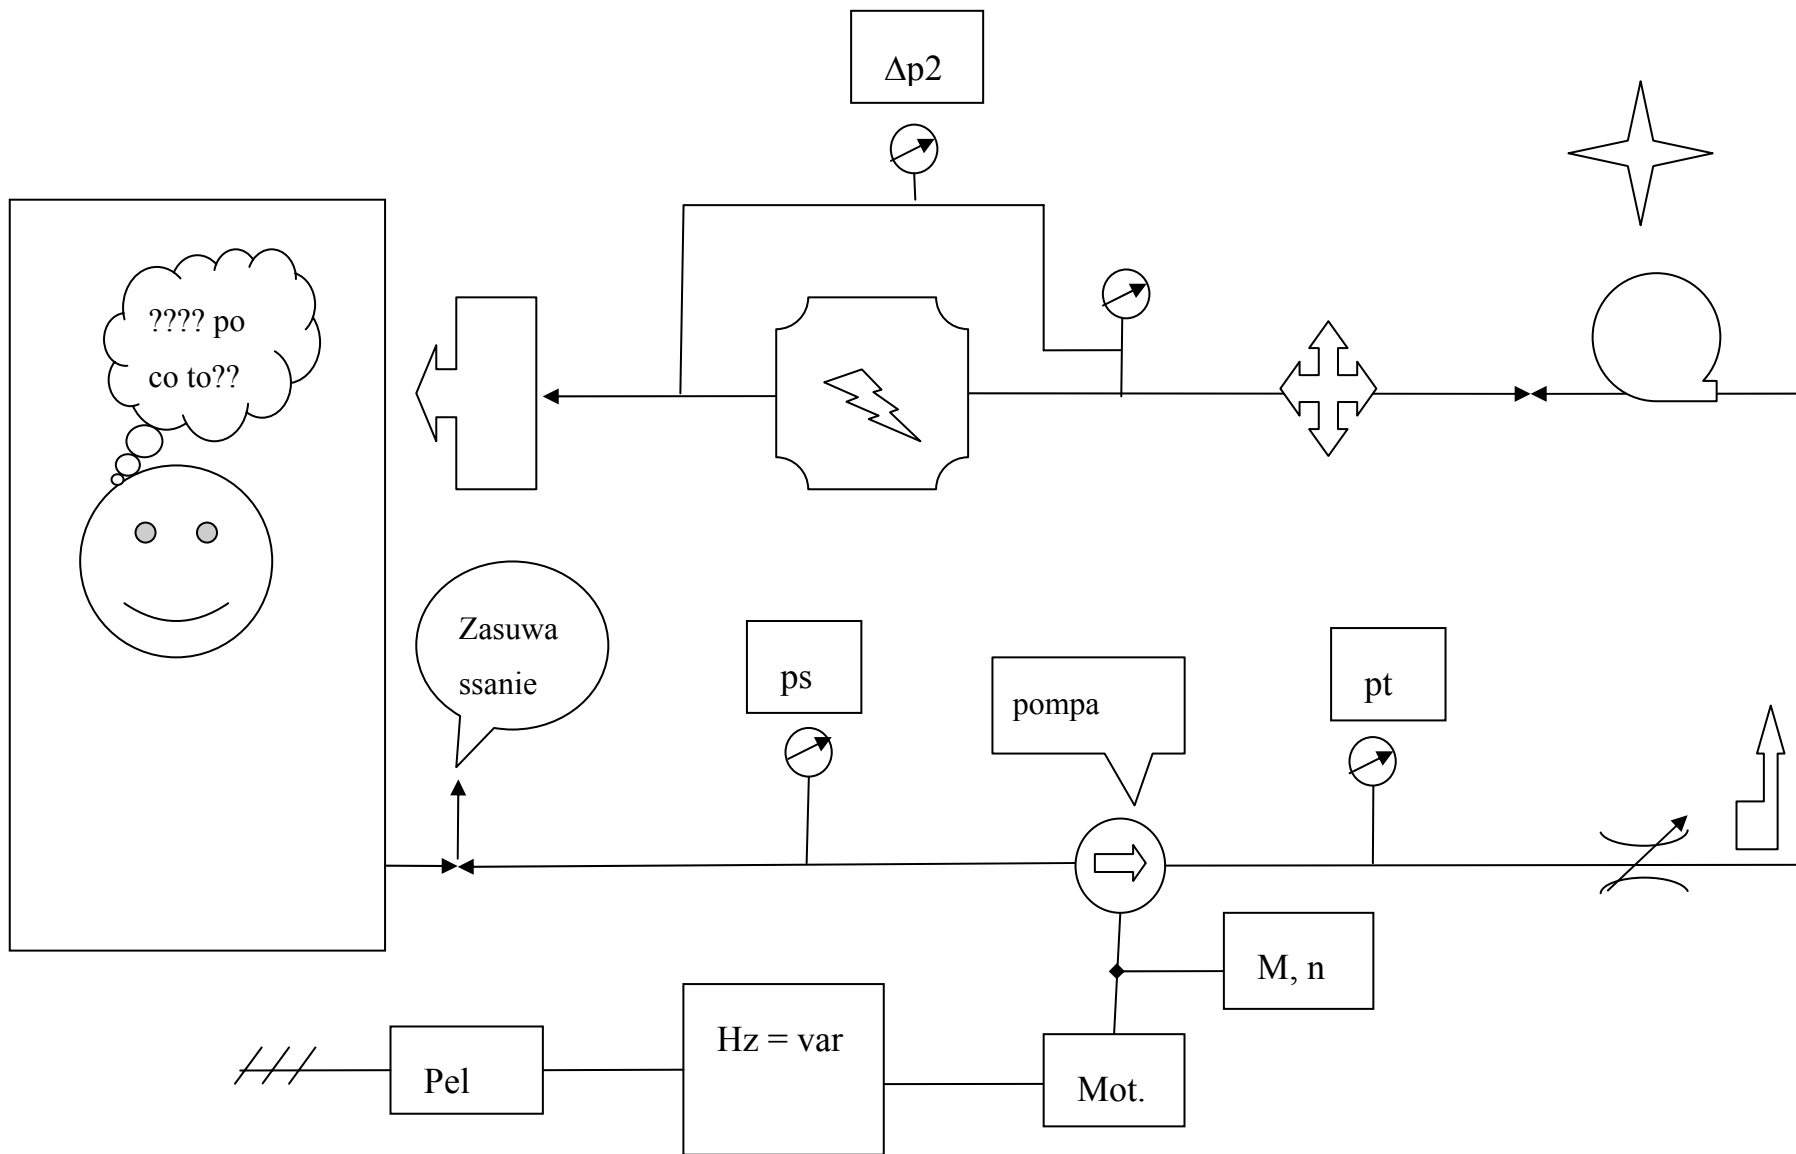 Δp2
???? po
co to??
Zasuwa
ssanie
ps
pompa
pt
M, n
Hz = var
Pel
Mot.